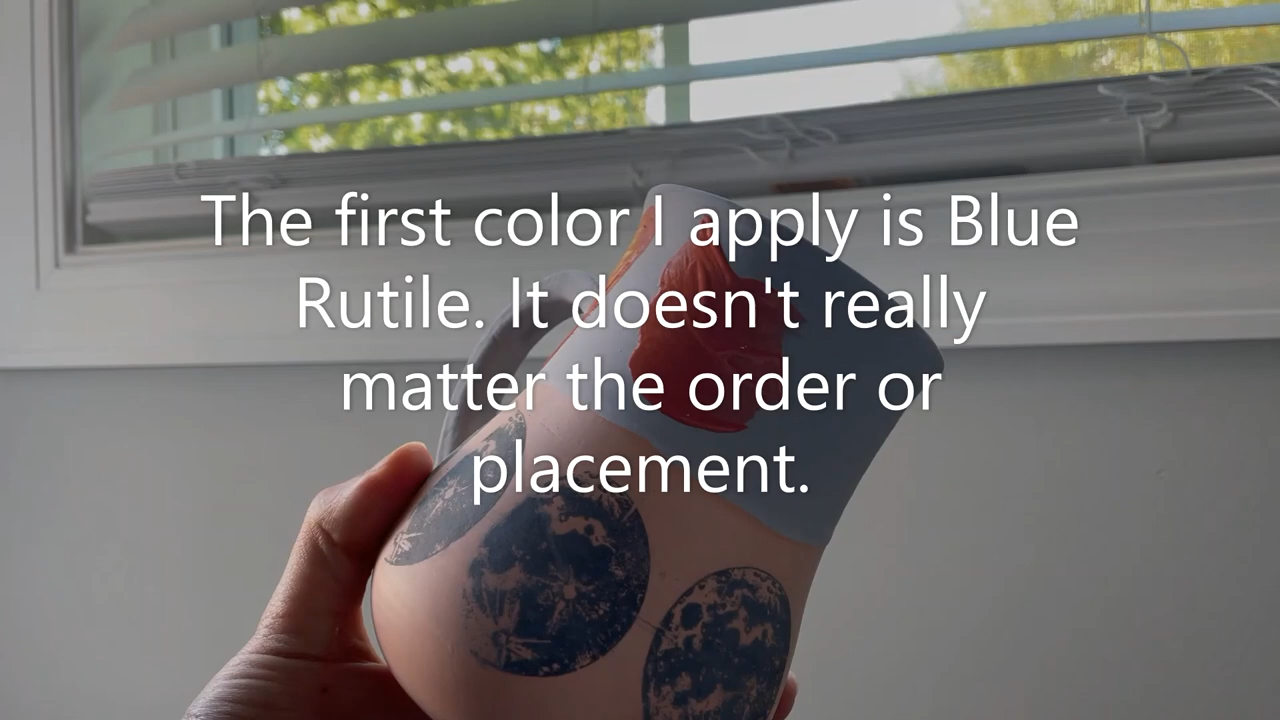 The first color I apply is Blue
Rutile. It doesn't really
matter the order or
placement.